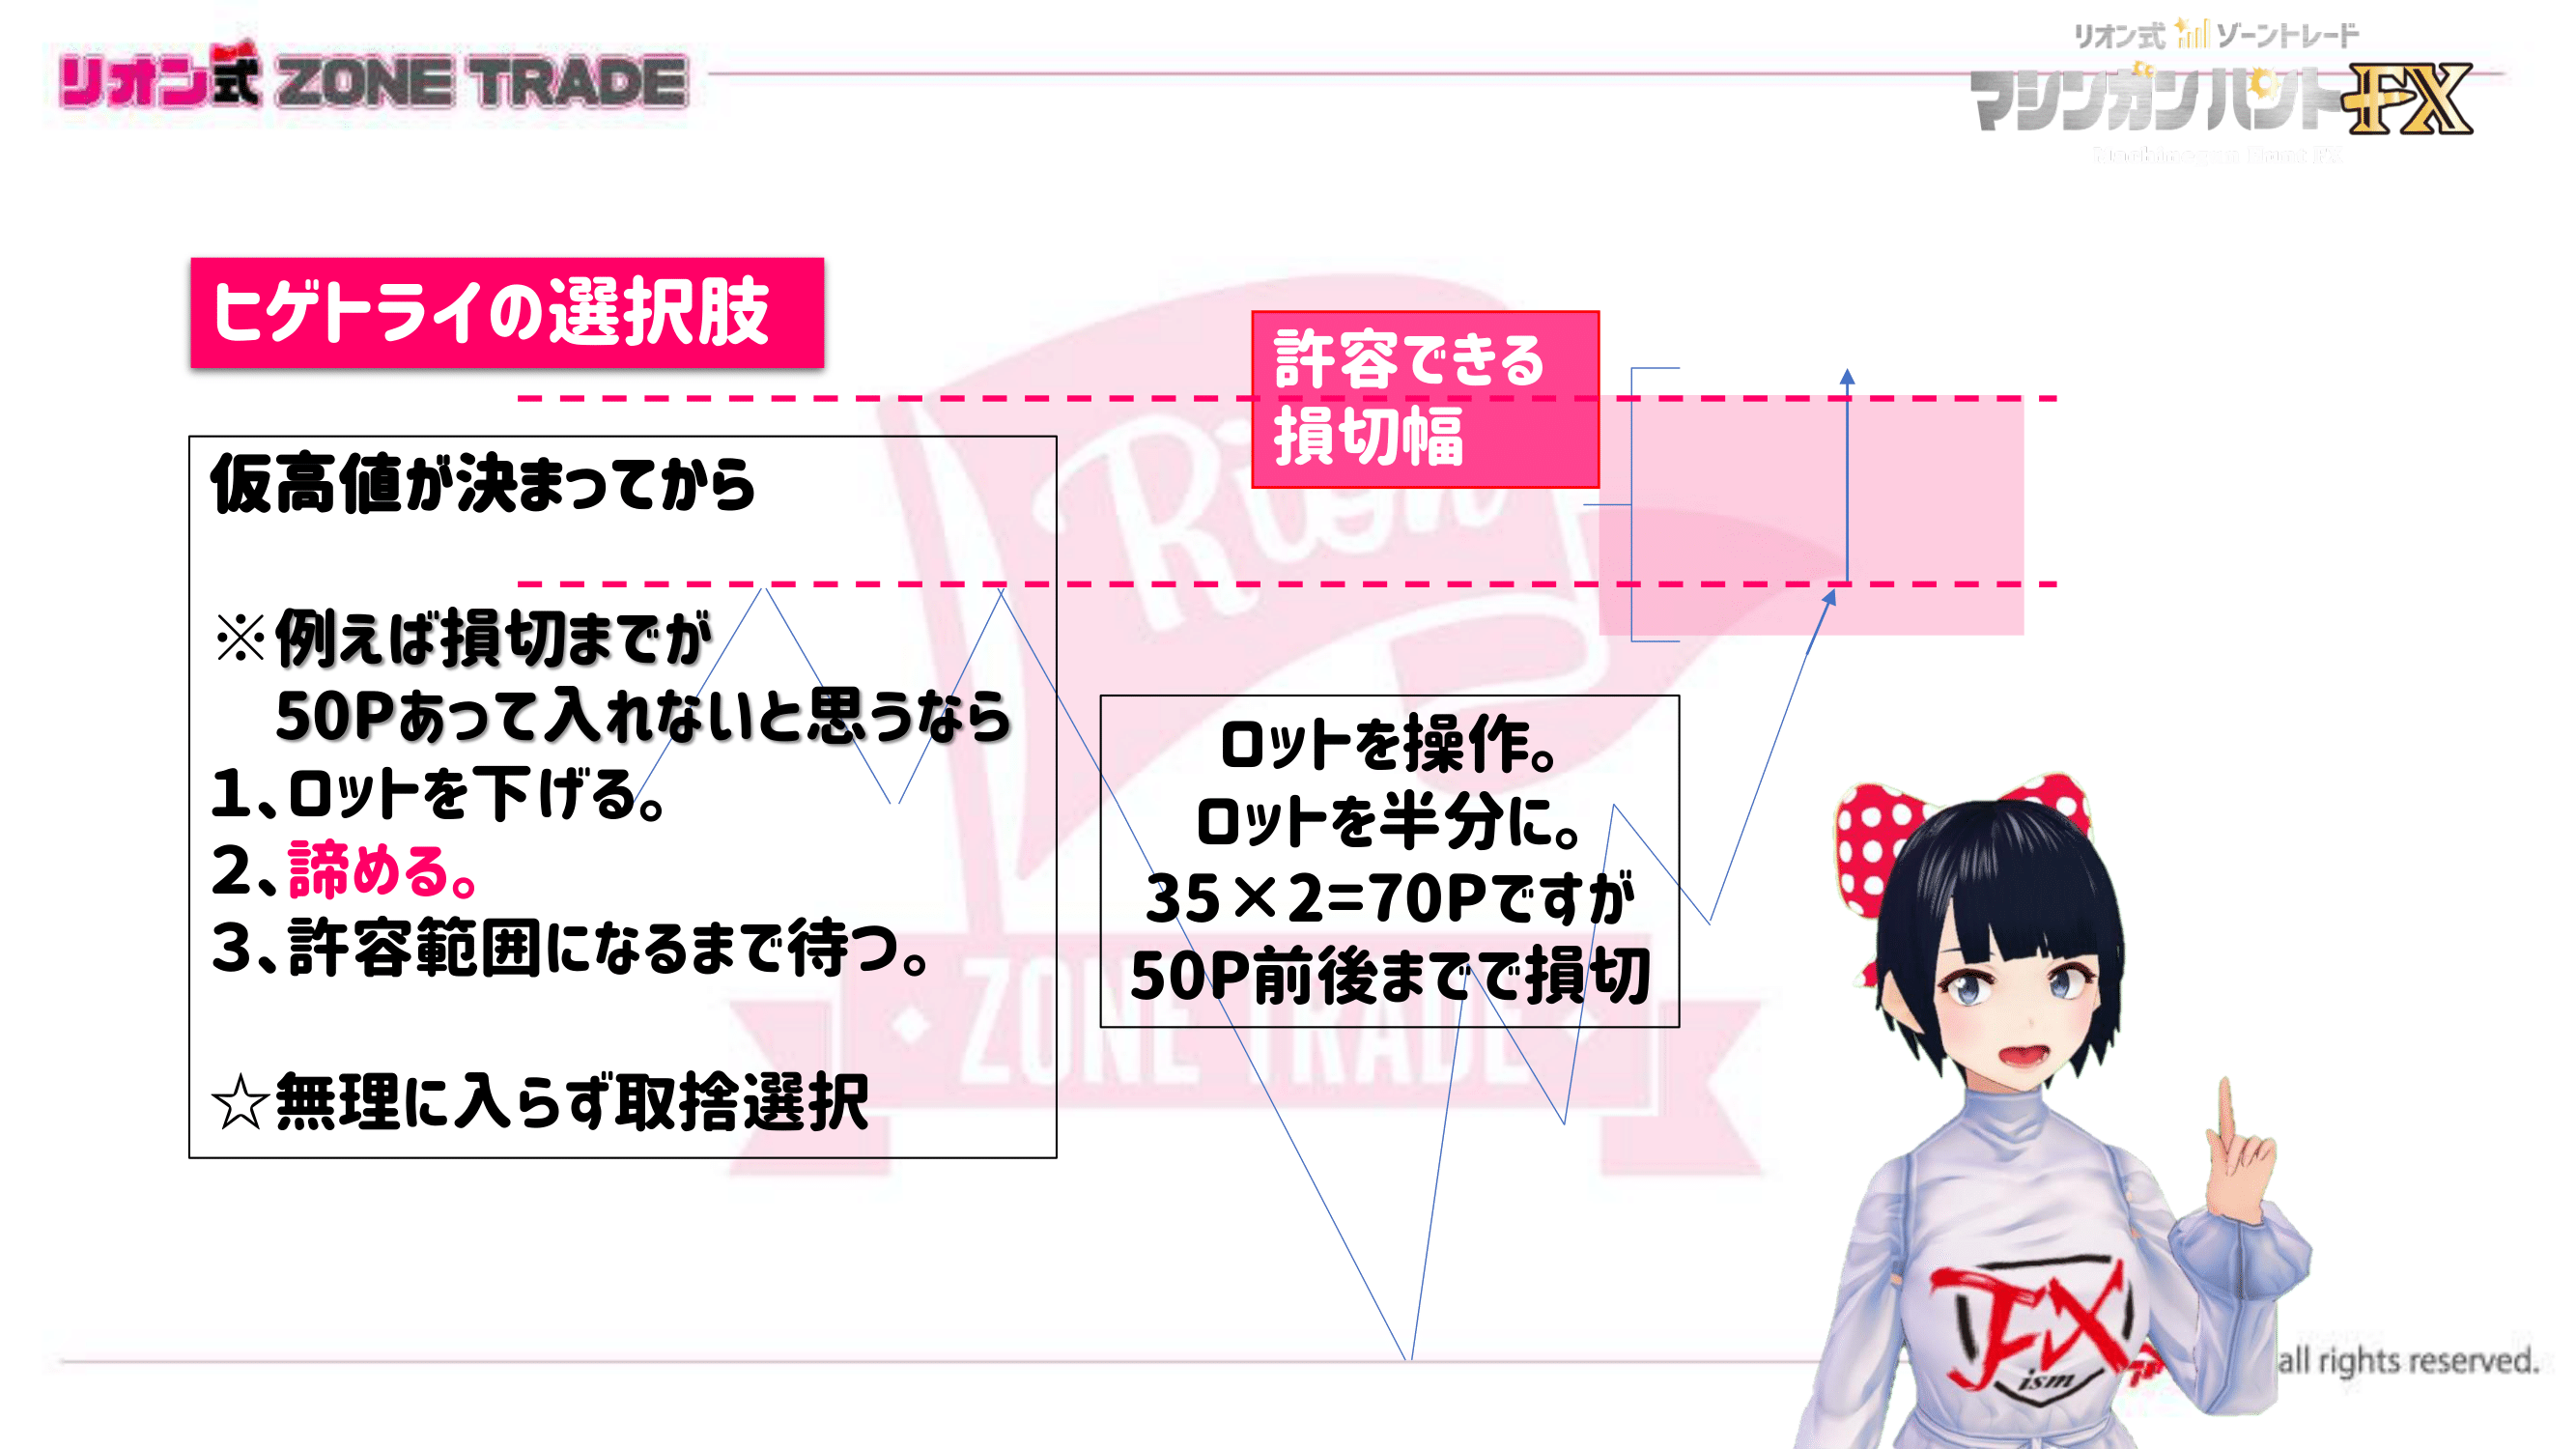 リオン式 ZONE TRADE
リオン式 ゾーントレード
マシンガンハントFX
ヒゲトライの選択肢
許容できる
損切幅
仮高値が決まってから
※例えば損切までが
50Pあって入れないと思うなら
１、ロットを下げる。
２、諦める。
３、許容範囲になるまで待つ。
☆無理に入らず取捨選択
ロットを操作。
ロットを半分に。
35×2=70Pですが
50P前後までで損切
Right
ZONE TRADE
FX
ism
all rights reserved.